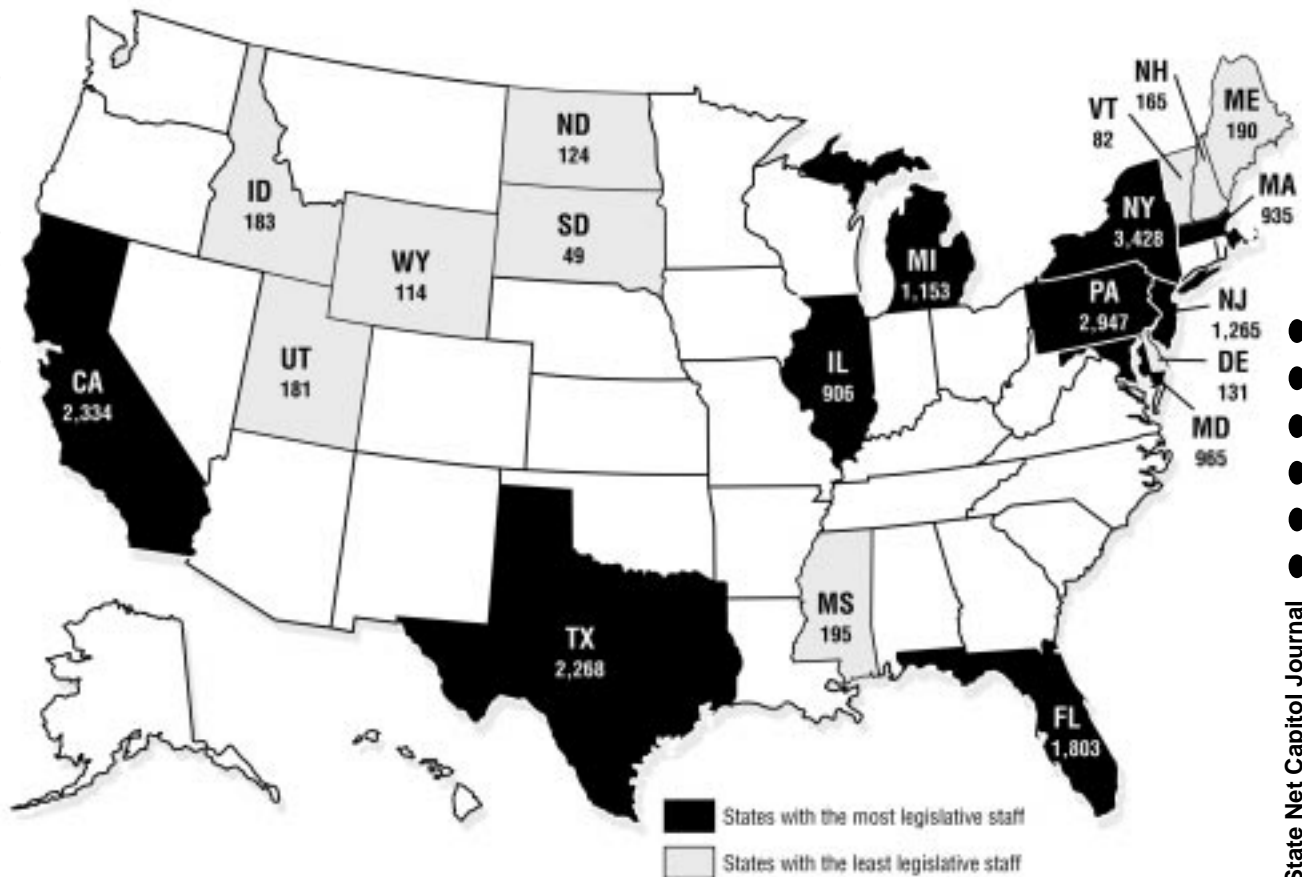 NH
165
ME
190
VT
82
ND
124
MA
935
ID
183
NY
3,428
SD
49
WY
114
MI
1,153
PA
2,947
NJ
1,265
UT
181
IL
906
DE
131
CA
2,334
MD
965
MS
195
TX
2,268
FL
1,803
States with the most legislative staff
States with the least legislative staff
State Net Capitol Journal